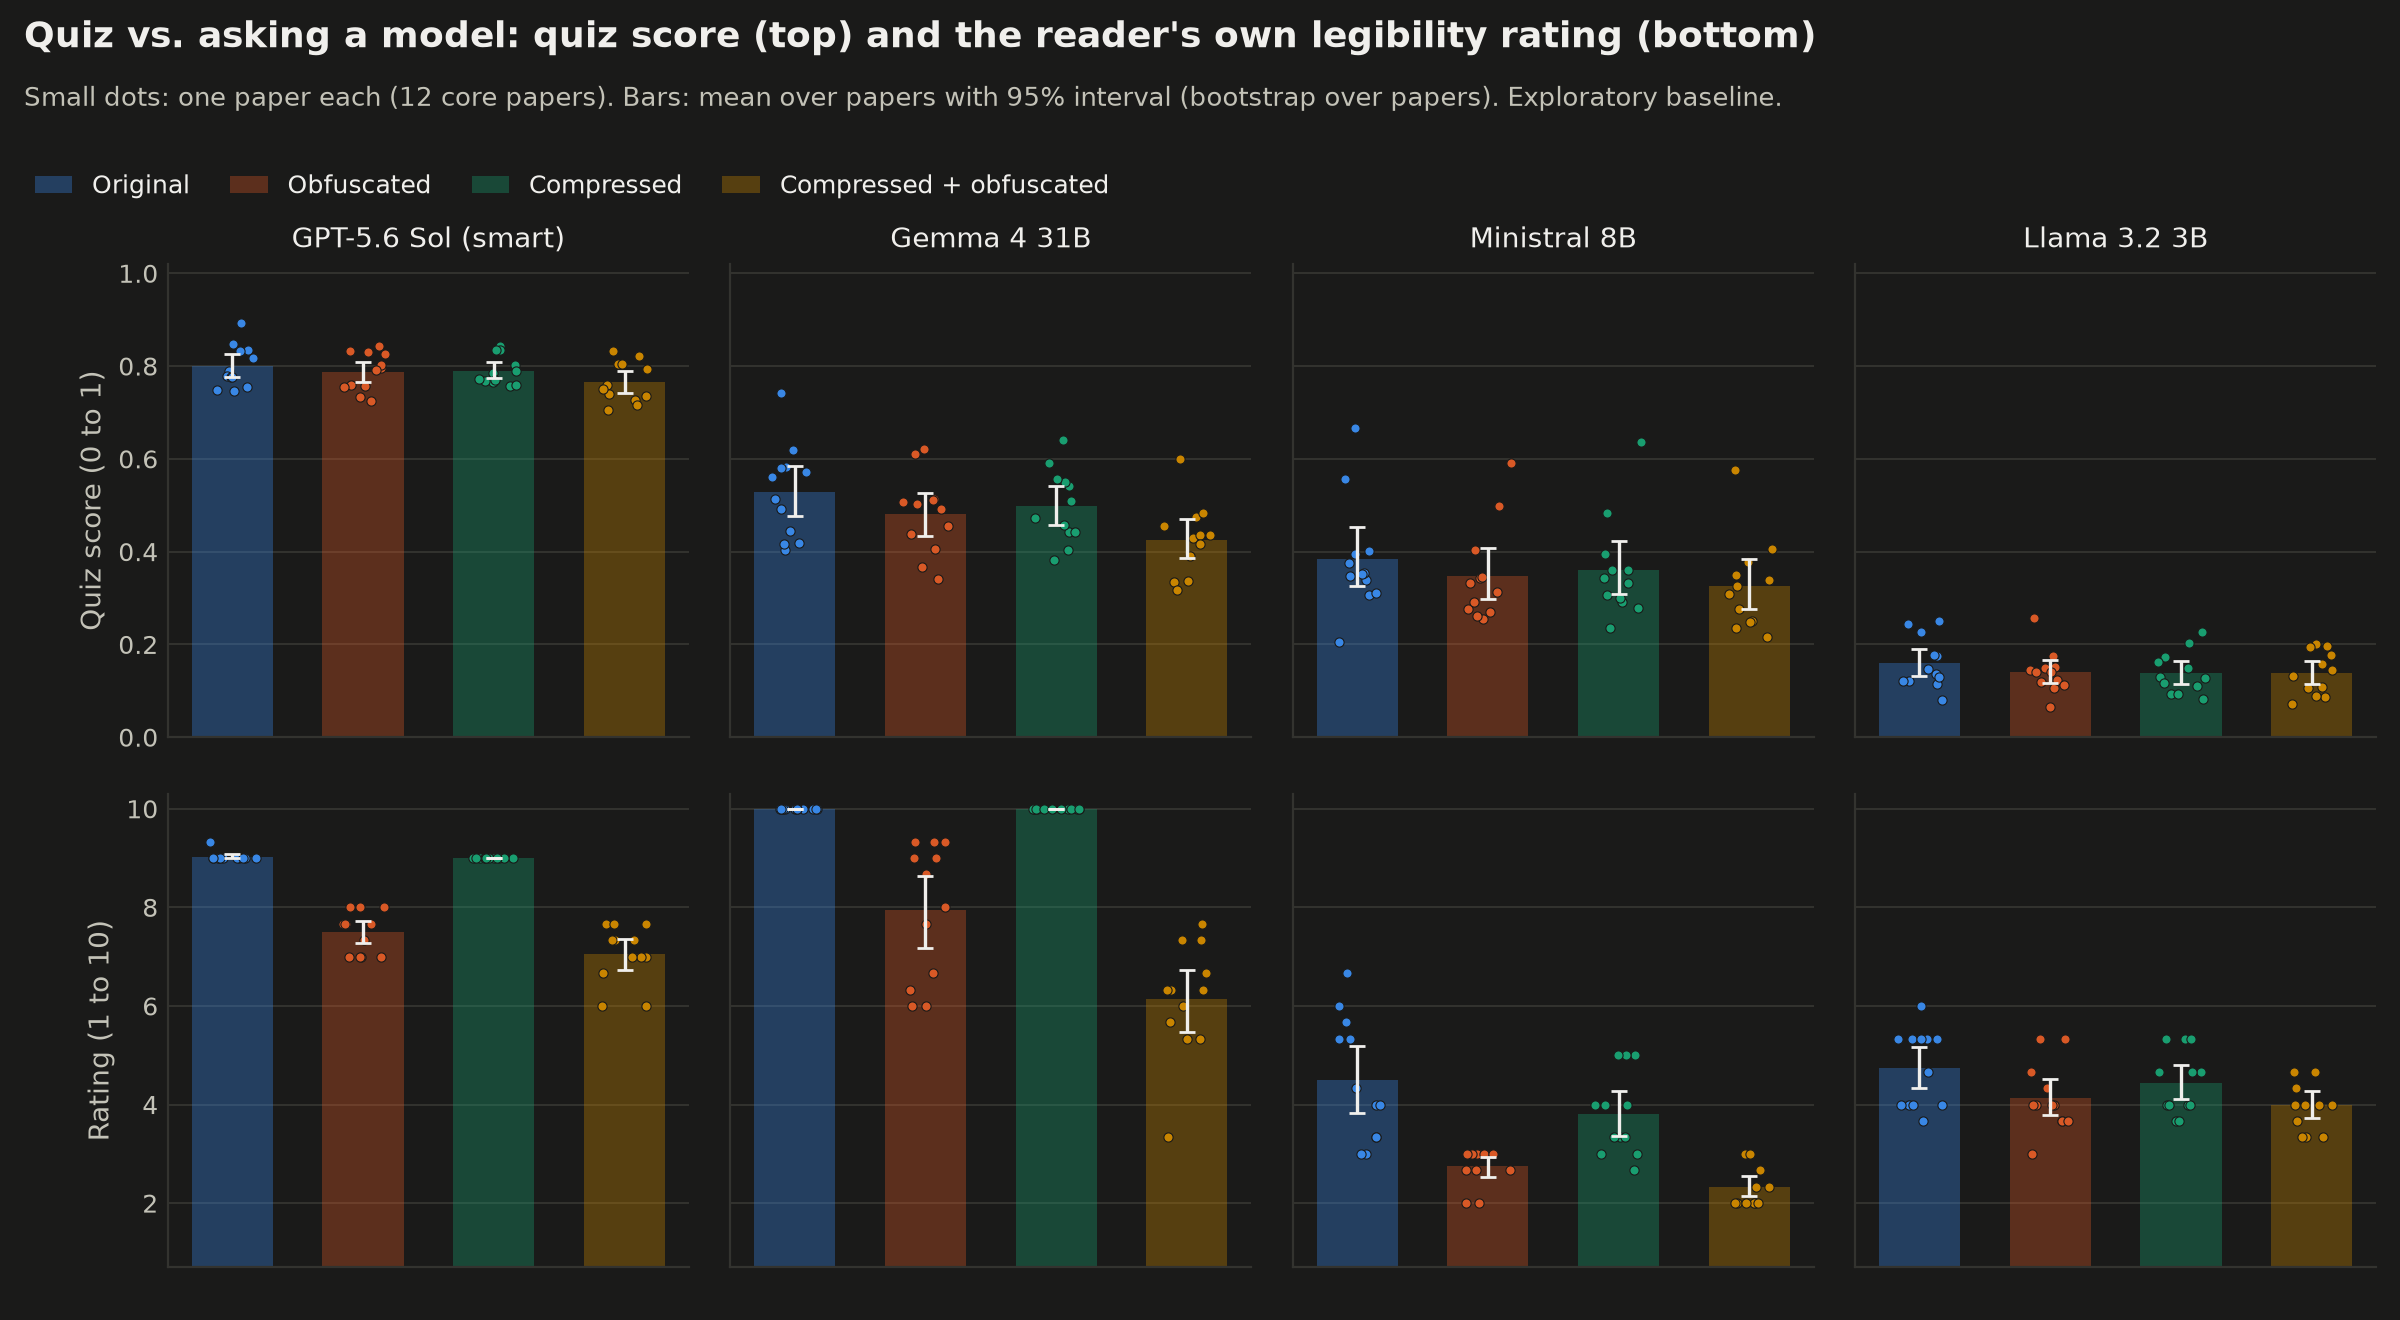 Quiz vs. asking a model: quiz score (top) and the reader's own legibility rating (bottom)
Small dots: one paper each (12 core papers). Bars: mean over papers with 95% interval (bootstrap over papers). Exploratory baseline.
Original Obfuscated Compressed Compressed + obfuscated
GPT-5.6 Sol (smart) Gemma 4 31B Ministral 8B Llama 3.2 3B
Quiz score (0 to 1)
1.0
0.8
0.6
0.4
0.2
0.0
Rating (1 to 10)
10
8
6
4
2